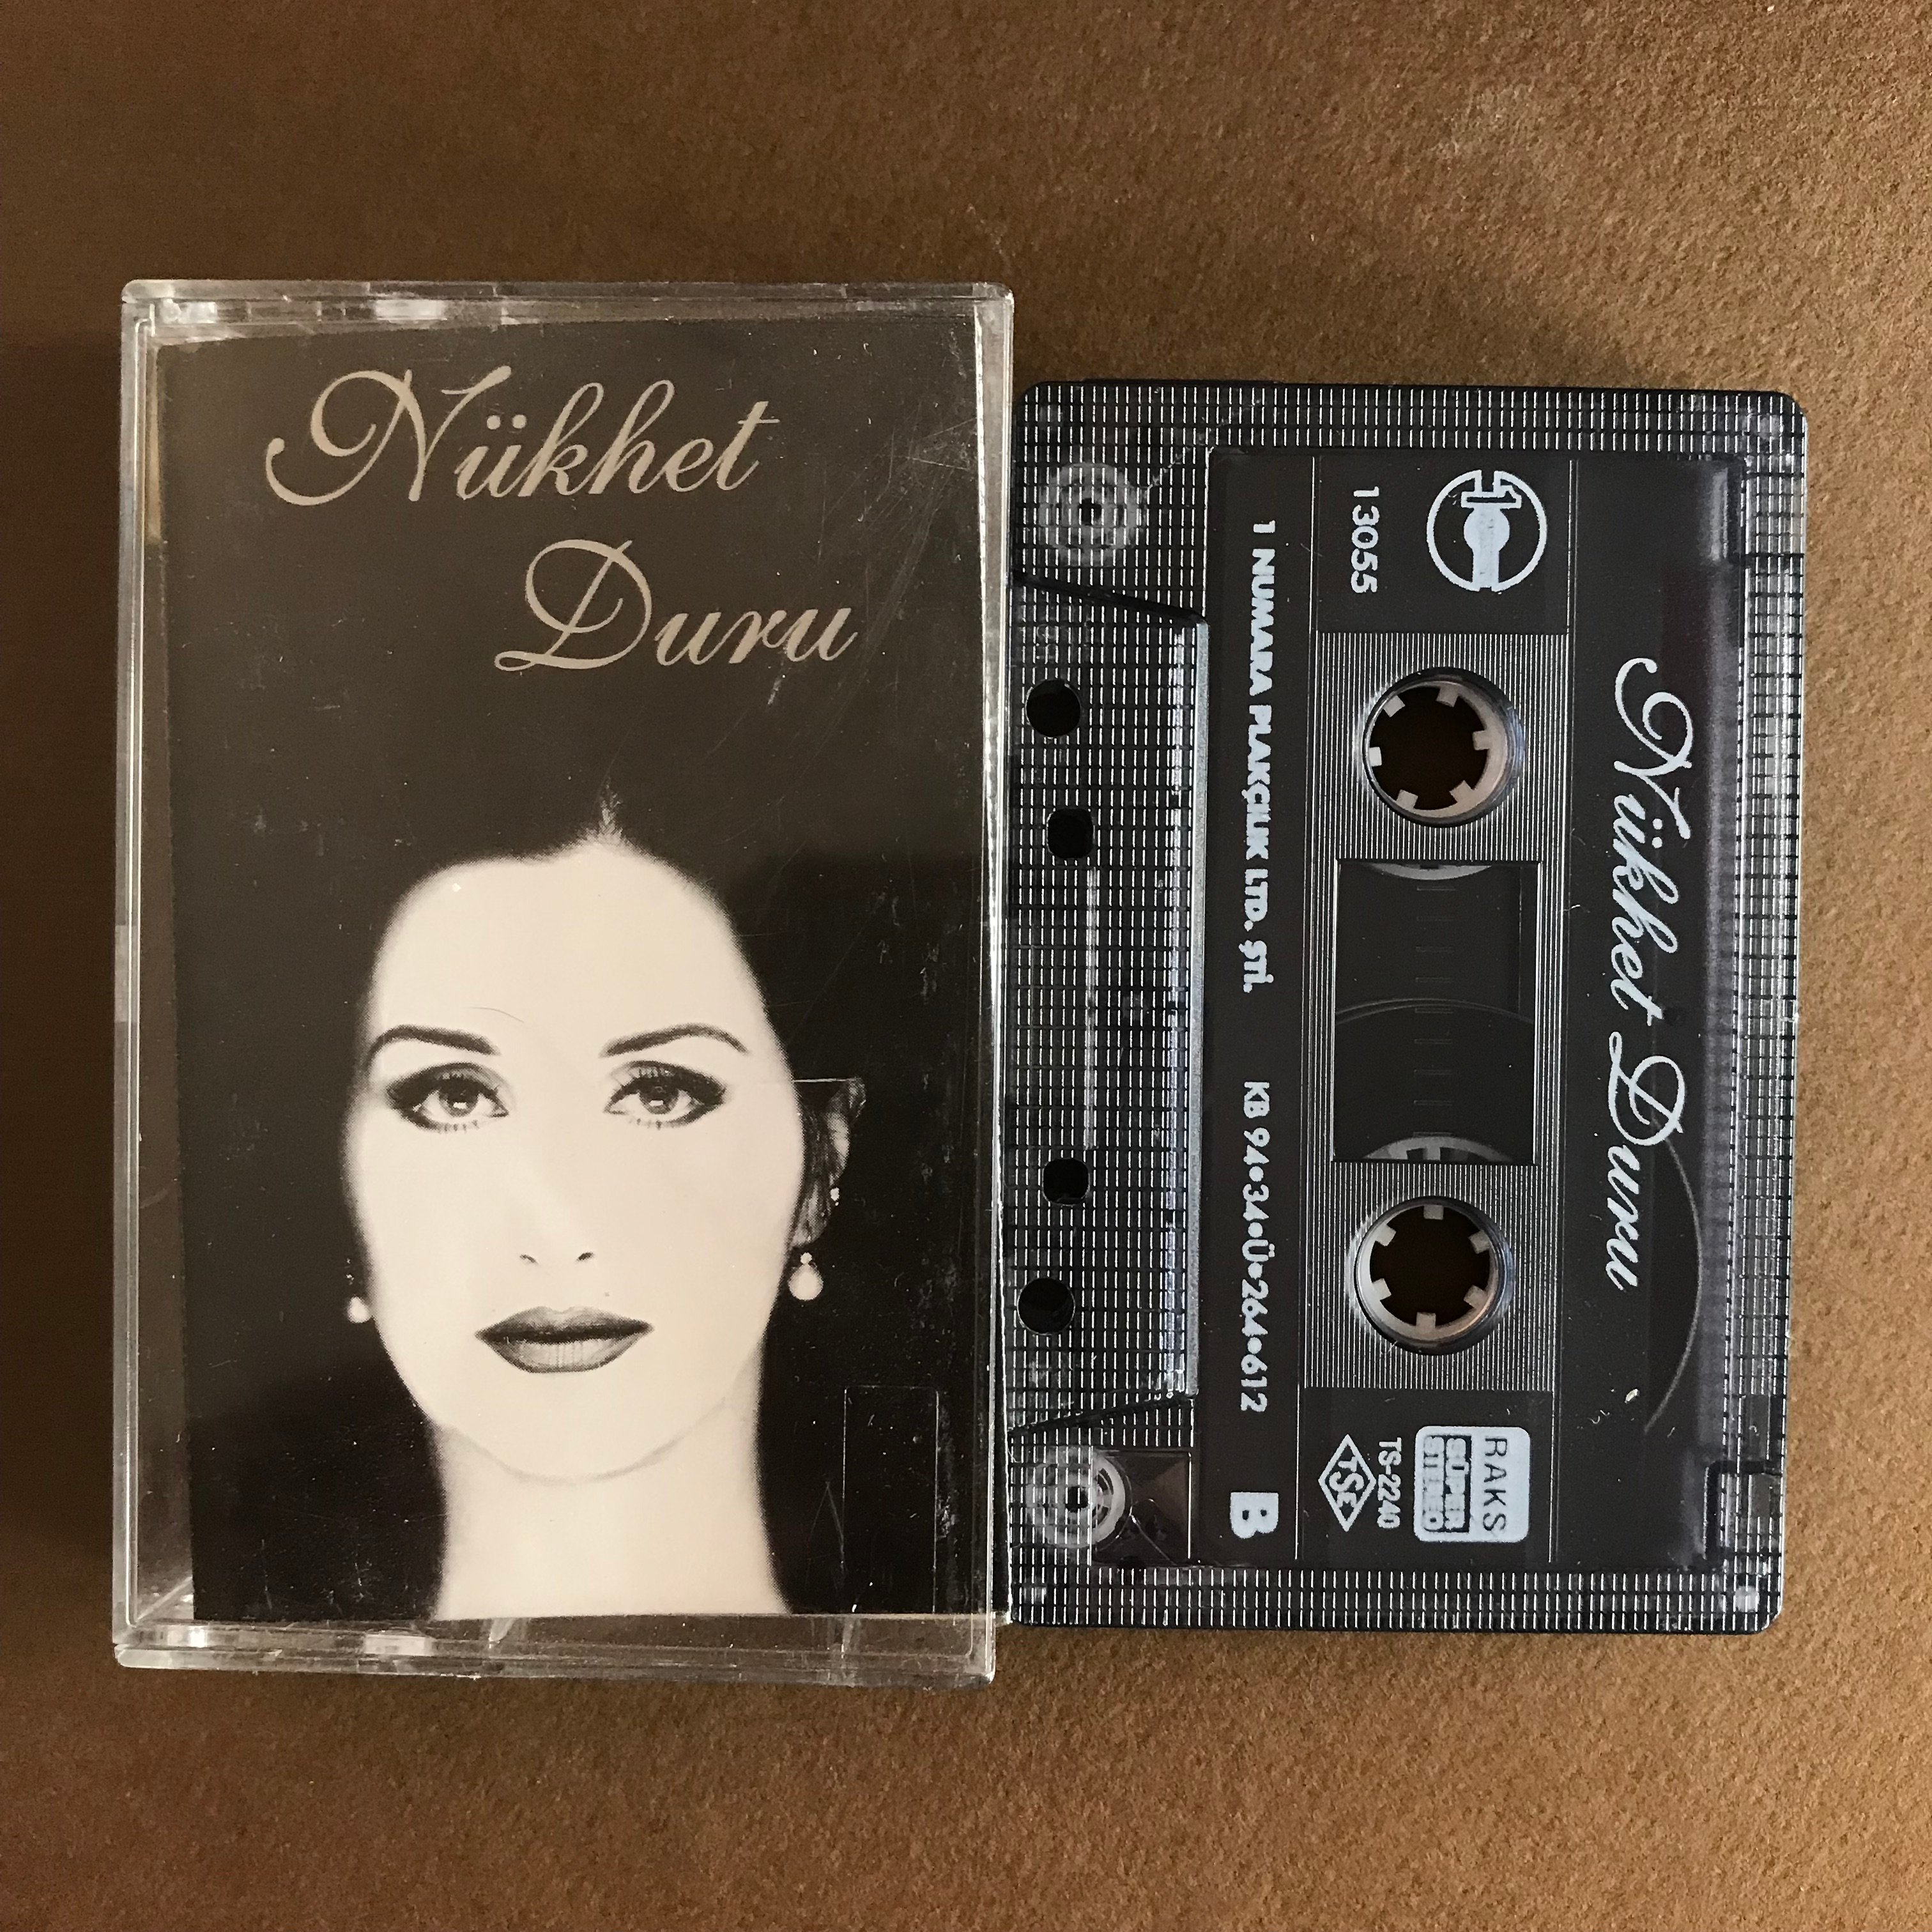 Nükhet
Duru
Nükhet Duru
1
13055
RAKS
SÜPER
STEREO
TS-2240
TSE
1 NUMARA PLAKÇILIK LTD. ŞTİ.
KB 94•34•Ü•264•612
B